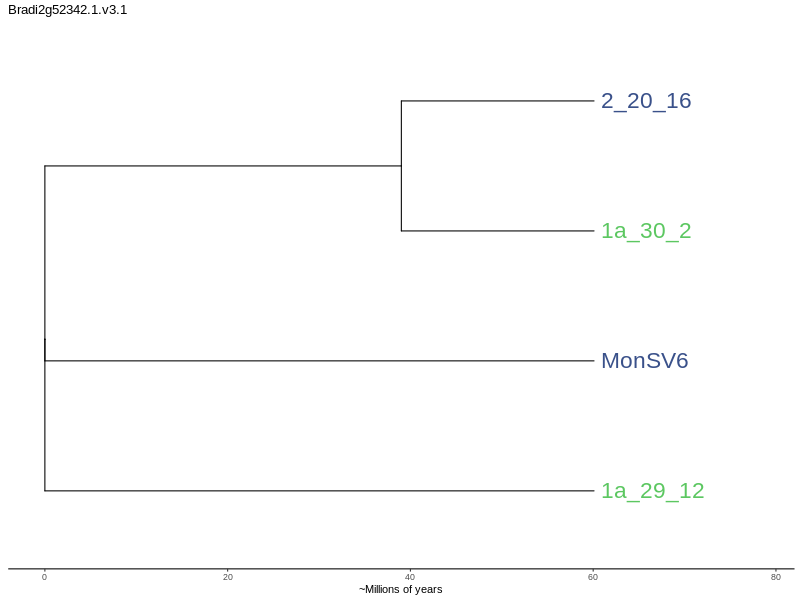 Bradi2g52342.1.v3.1
2_20_16
1a_30_2
MonSV6
1a_29_12
0 20 40 60 80
~Millions of years